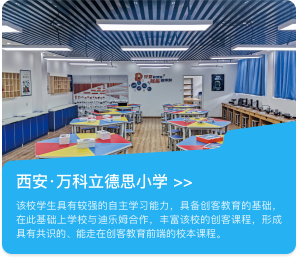 西安·万科立德思小学 >>
该校学生具有较强的自主学习能力，具备创客教育的基础，
在此基础上学校与迪乐姆合作，丰富该校的创客课程，形成
具有共识的、能走在创客教育前端的校本课程。